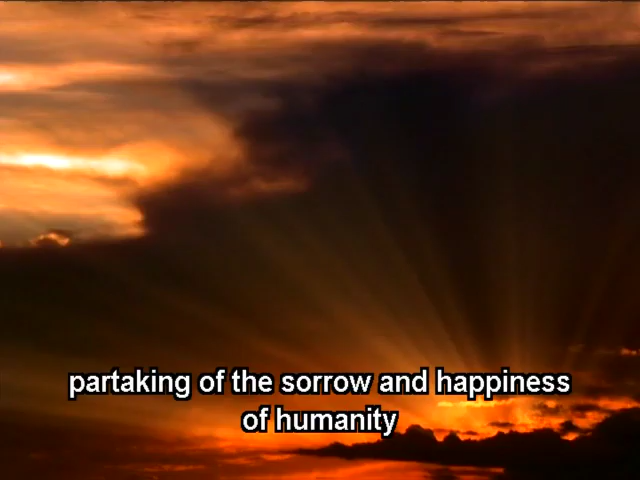 partaking of the sorrow and happiness
of humanity